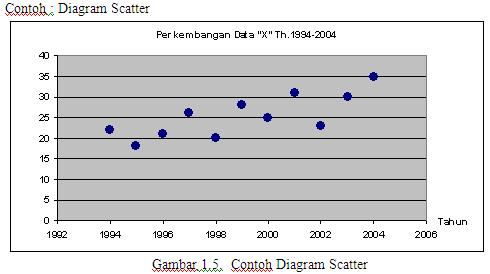 Contoh : Diagram Scatter
Perkembangan Data "X" Th.1994-2004
40
35
30
25
20
15
10
5
0
1992 1994 1996 1998 2000 2002 2004 2006
Tahun
Gambar 1.5. Contoh Diagram Scatter